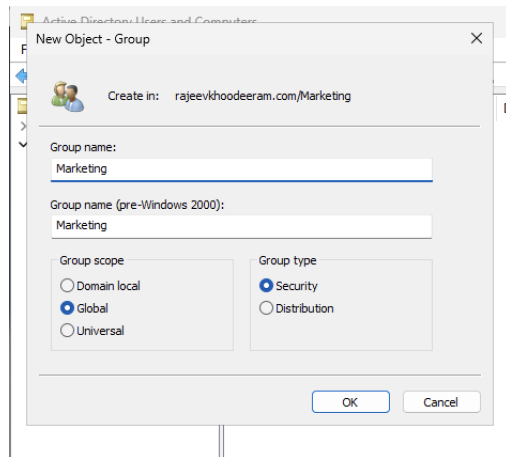 Active Directory Users and Computers
New Object - Group
Create in: rajeevkhoodeeram.com/Marketing
Group name:
Marketing
Group name (pre-Windows 2000):
Marketing
Group scope
Domain local
Global
Universal
Group type
Security
Distribution
OK
Cancel